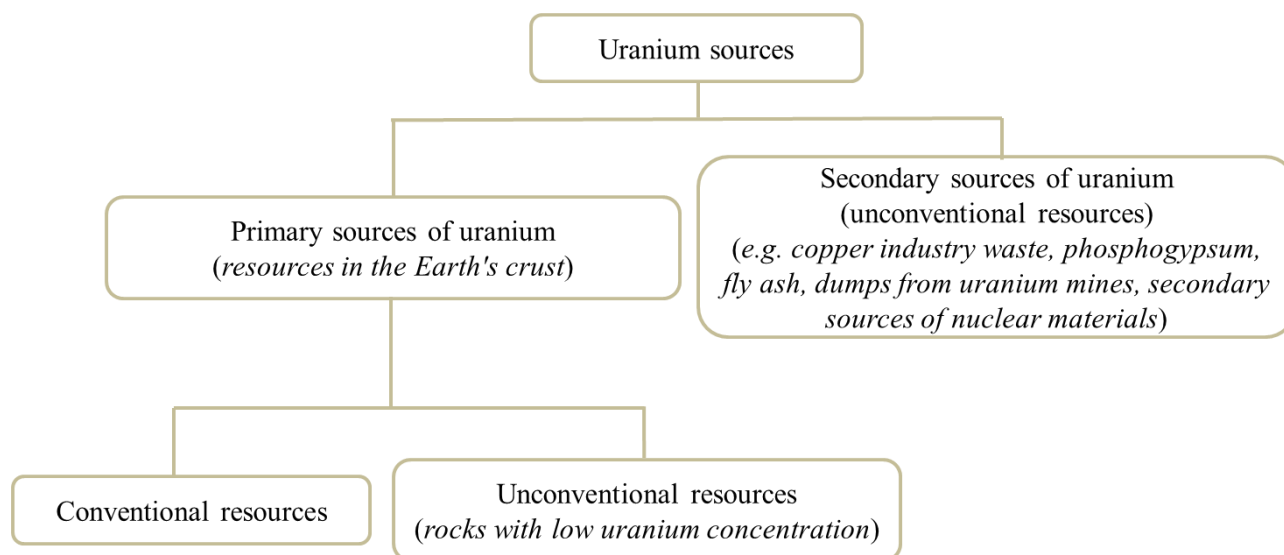 Uranium sources
Primary sources of uranium
(resources in the Earth's crust)
Secondary sources of uranium
(unconventional resources)
(e.g. copper industry waste, phosphogypsum,
fly ash, dumps from uranium mines, secondary
sources of nuclear materials)
Conventional resources
Unconventional resources
(rocks with low uranium concentration)